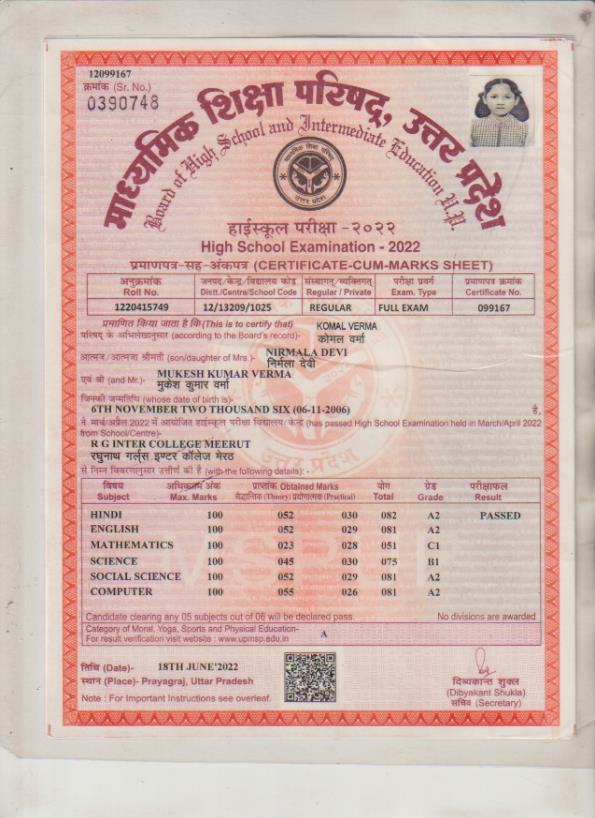 12099167
क्रमांक (Sr. No.)
0390748
माध्यमिक शिक्षा परिषद्, उत्तर प्रदेश
Board of High School and Intermediate Education U.P.
हाईस्कूल परीक्षा -२०२२
High School Examination - 2022
प्रमाणपत्र-सह-अंकपत्र (CERTIFICATE-CUM-MARKS SHEET)
अनुक्रमांक जनपद/केन्द्र/विद्यालय कोड संस्थागत/व्यक्तिगत परीक्षा प्रवर्ग प्रमाणपत्र क्रमांक
Roll No. Distt./Centre/School Code Regular / Private Exam. Type Certificate No.
1220415749 12/13209/1025 REGULAR FULL EXAM 099167
प्रमाणित किया जाता है कि (This is to certify that) KOMAL VERMA
परिषद् के अभिलेखानुसार (according to the Board's record) कोमल वर्मा
आत्मज/आत्मजा श्रीमती (son/daughter of Mrs.)- NIRMALA DEVI
निर्मला देवी
एवं श्री (and Mr.)- MUKESH KUMAR VERMA
मुकेश कुमार वर्मा
जिनकी जन्मतिथि (whose date of birth is)-
6TH NOVEMBER TWO THOUSAND SIX (06-11-2006) है,
ने मार्च/अप्रैल 2022 में आयोजित हाईस्कूल परीक्षा विद्यालय/केन्द्र (has passed High School Examination held in March/April 2022
from School/Centre)-
R G INTER COLLEGE MEERUT
रघुनाथ गर्ल्स इण्टर कॉलेज मेरठ
से निम्न विवरणानुसार उत्तीर्ण की है (with the following details): -
विषय अधिकतम अंक प्राप्तांक Obtained Marks योग ग्रेड परीक्षाफल
Subject Max. Marks सैद्धान्तिक (Theory) प्रयोगात्मक (Practical) Total Grade Result
HINDI 100 052 030 082 A2 PASSED
ENGLISH 100 052 029 081 A2
MATHEMATICS 100 023 028 051 C1
SCIENCE 100 045 030 075 B1
SOCIAL SCIENCE 100 052 029 081 A2
COMPUTER 100 055 026 081 A2
Candidate clearing any 05 subjects out of 06 will be declared pass. No divisions are awarded
Category of Moral, Yoga, Sports and Physical Education- A
For result verification visit website : www.upmsp.edu.in
तिथि (Date)- 18TH JUNE'2022
स्थान (Place)- Prayagraj, Uttar Pradesh
Note : For Important Instructions see overleaf.
दिव्यकान्त शुक्ल
(Dibyakant Shukla)
सचिव (Secretary)